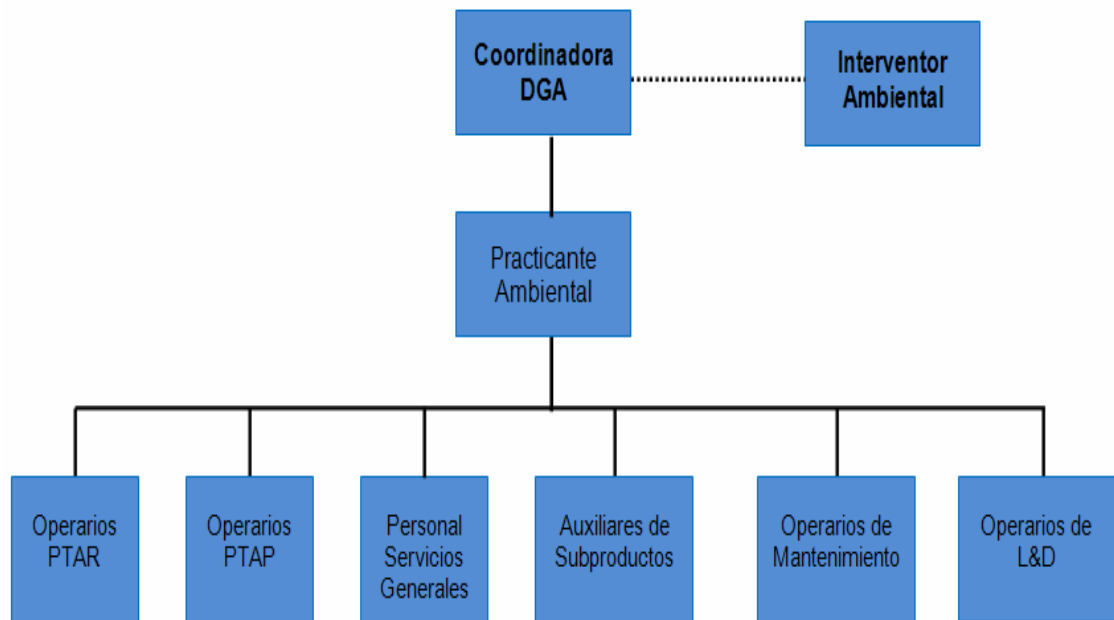 Coordinadora
DGA
Interventor
Ambiental
Practicante
Ambiental
Operarios
PTAR
Operarios
PTAP
Personal
Servicios
Generales
Auxiliares de
Subproductos
Operarios de
Mantenimiento
Operarios de
L&D